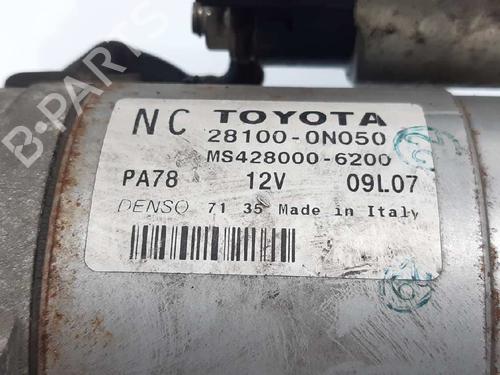 NC TOYOTA
28100-0N050
MS428000-6200
PA78 12V 09L07
DENSO 71 35 Made in Italy
B-PARTS